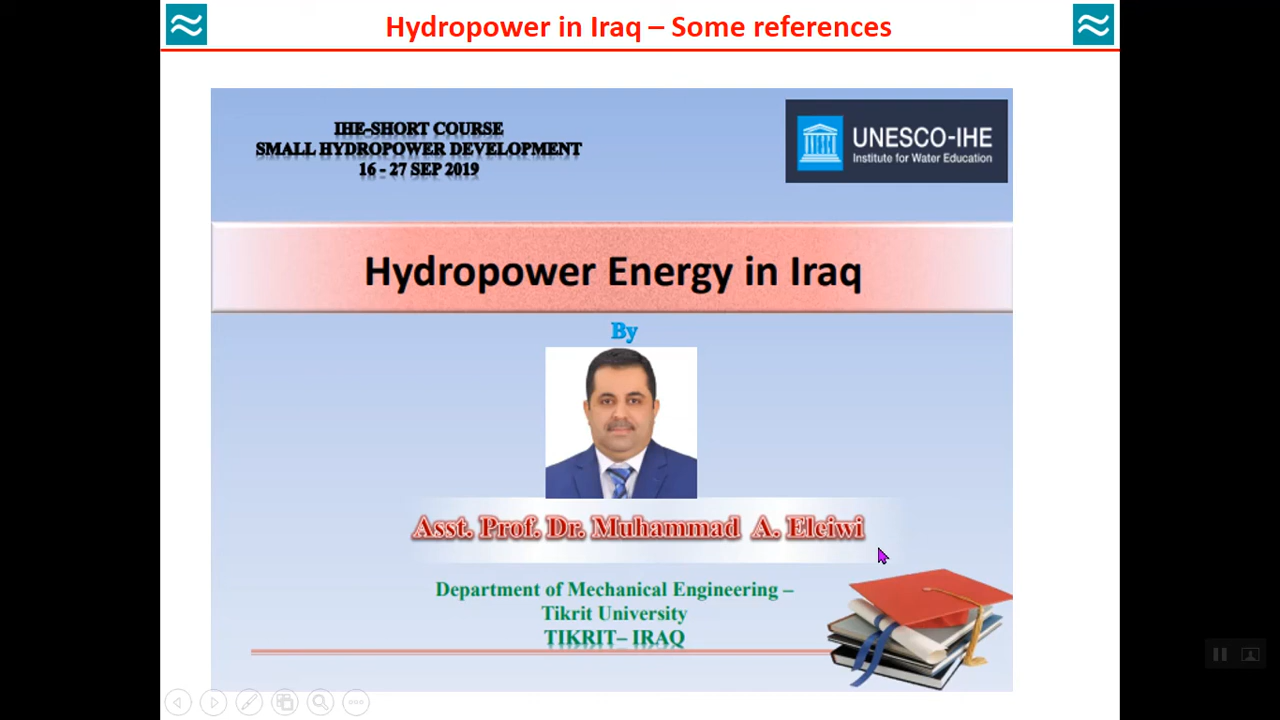 Hydropower in Iraq – Some references
IHE-SHORT COURSE
SMALL HYDROPOWER DEVELOPMENT
16 - 27 SEP 2019
UNESCO-IHE
Institute for Water Education
Hydropower Energy in Iraq
By
Asst. Prof. Dr. Muhammad A. Eleiwi
Department of Mechanical Engineering –
Tikrit University
TIKRIT– IRAQ